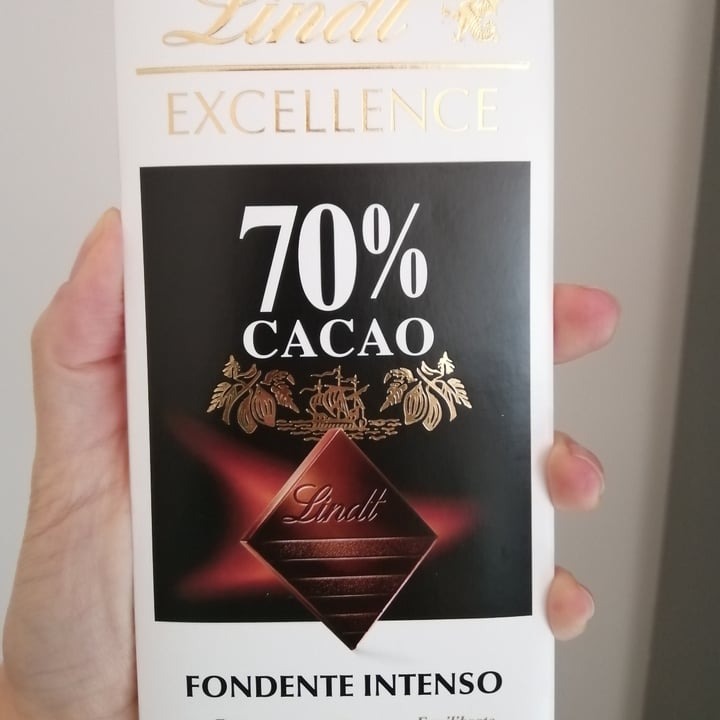 Lindt
EXCELLENCE
70%
CACAO
Lindt
FONDENTE INTENSO